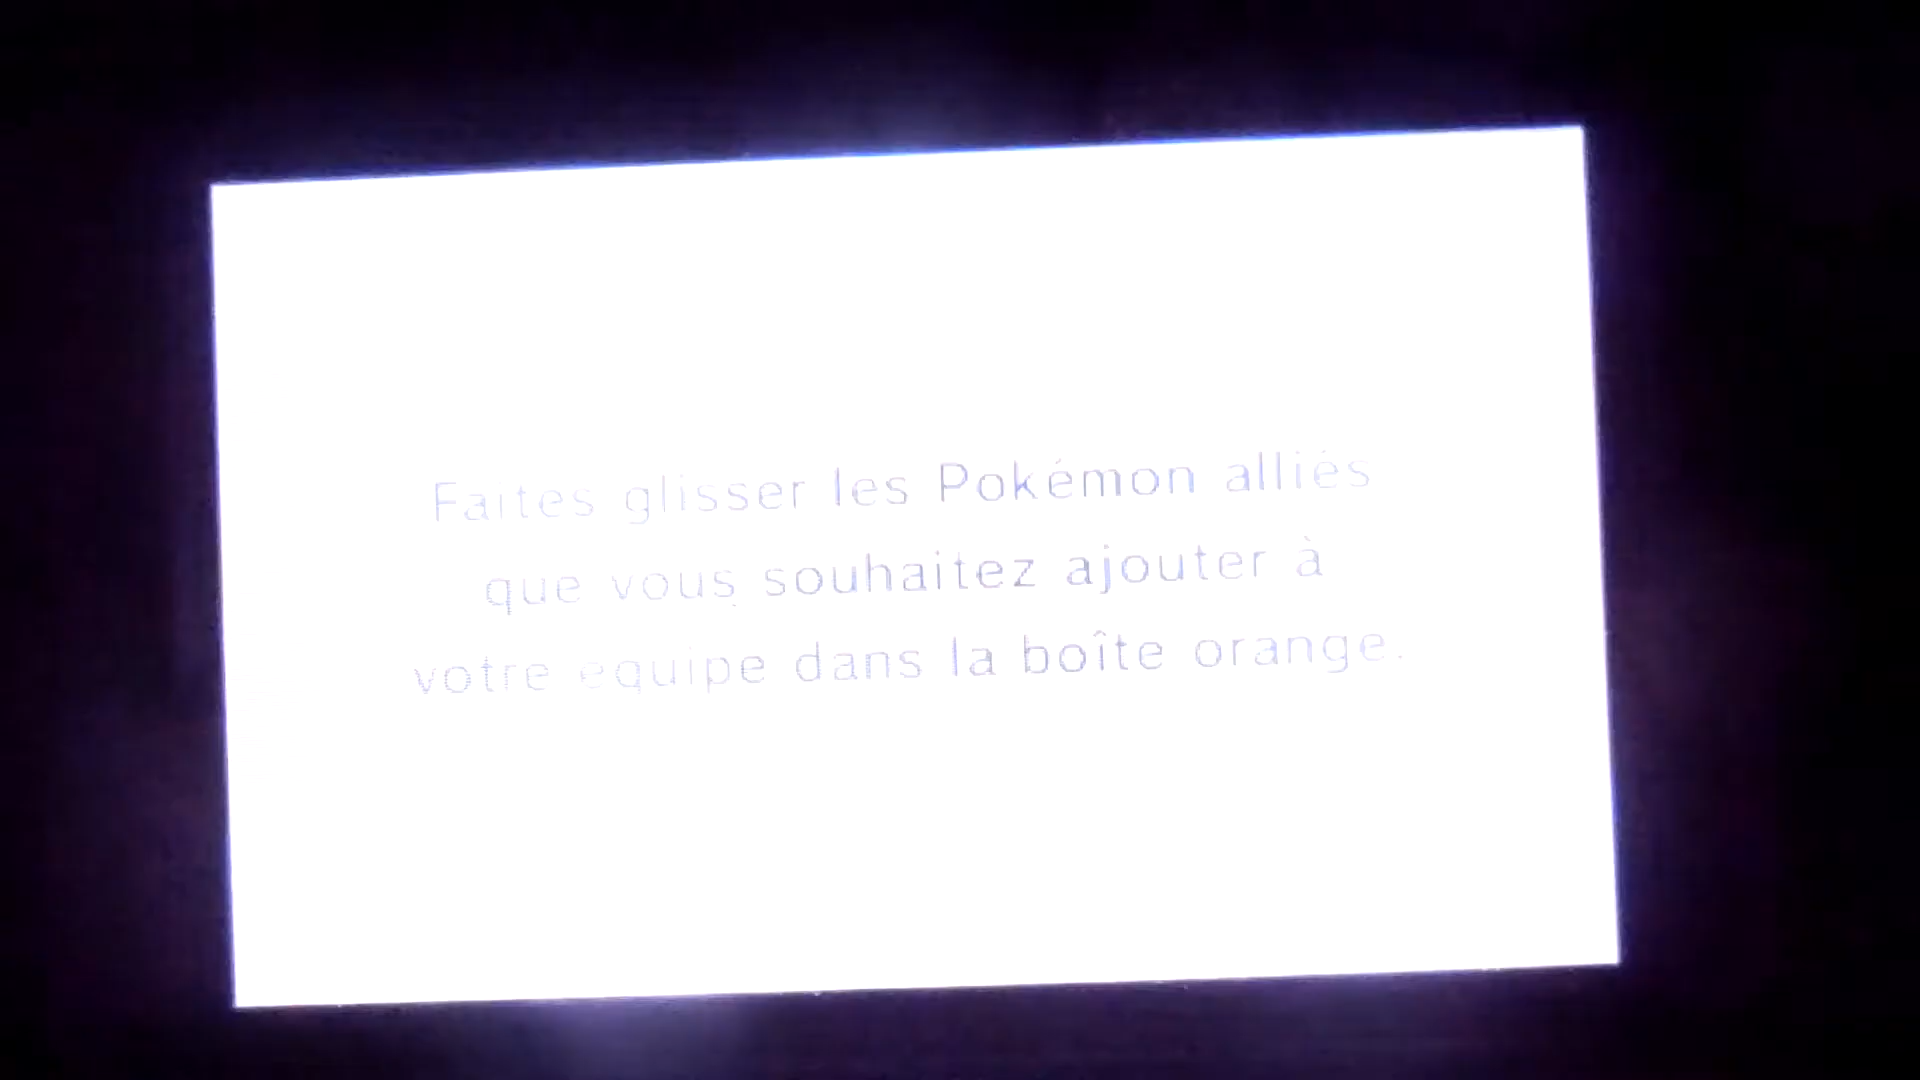 Faites glisser les Pokémon alliés
que vous souhaitez ajouter à
votre équipe dans la boîte orange.